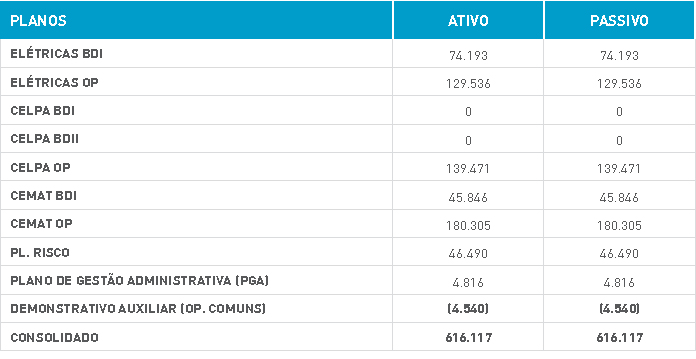 PLANOS ATIVO PASSIVO
ELÉTRICAS BDI 74.193 74.193
ELÉTRICAS OP 129.536 129.536
CELPA BDI 0 0
CELPA BDII 0 0
CELPA OP 139.471 139.471
CEMAT BDI 45.846 45.846
CEMAT OP 180.305 180.305
PL. RISCO 46.490 46.490
PLANO DE GESTÃO ADMINISTRATIVA (PGA) 4.816 4.816
DEMONSTRATIVO AUXILIAR (OP. COMUNS) (4.540) (4.540)
CONSOLIDADO 616.117 616.117